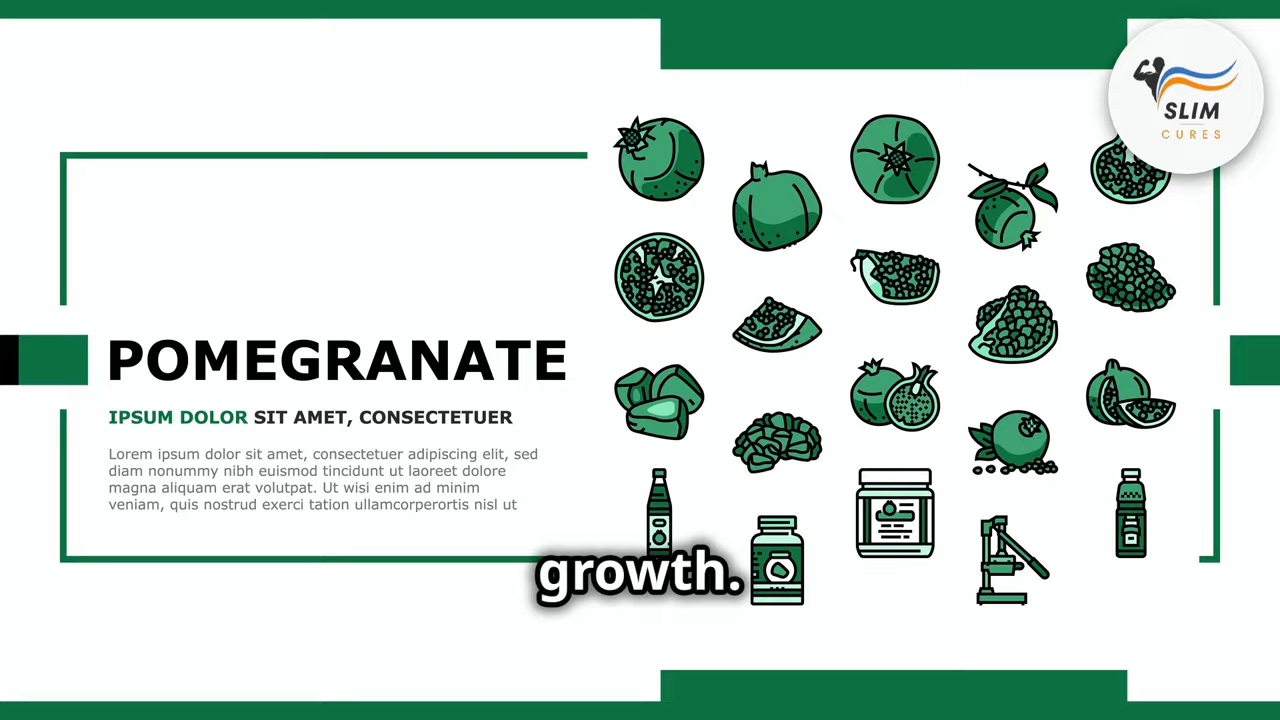 SLIM
CURES
POMEGRANATE
IPSUM DOLOR SIT AMET, CONSECTETUER
Lorem ipsum dolor sit amet, consectetuer adipiscing elit, sed
diam nonummy nibh euismod tincidunt ut laoreet dolore
magna aliquam erat volutpat. Ut wisi enim ad minim
veniam, quis nostrud exerci tation ullamcorperortis nisl ut
growth.